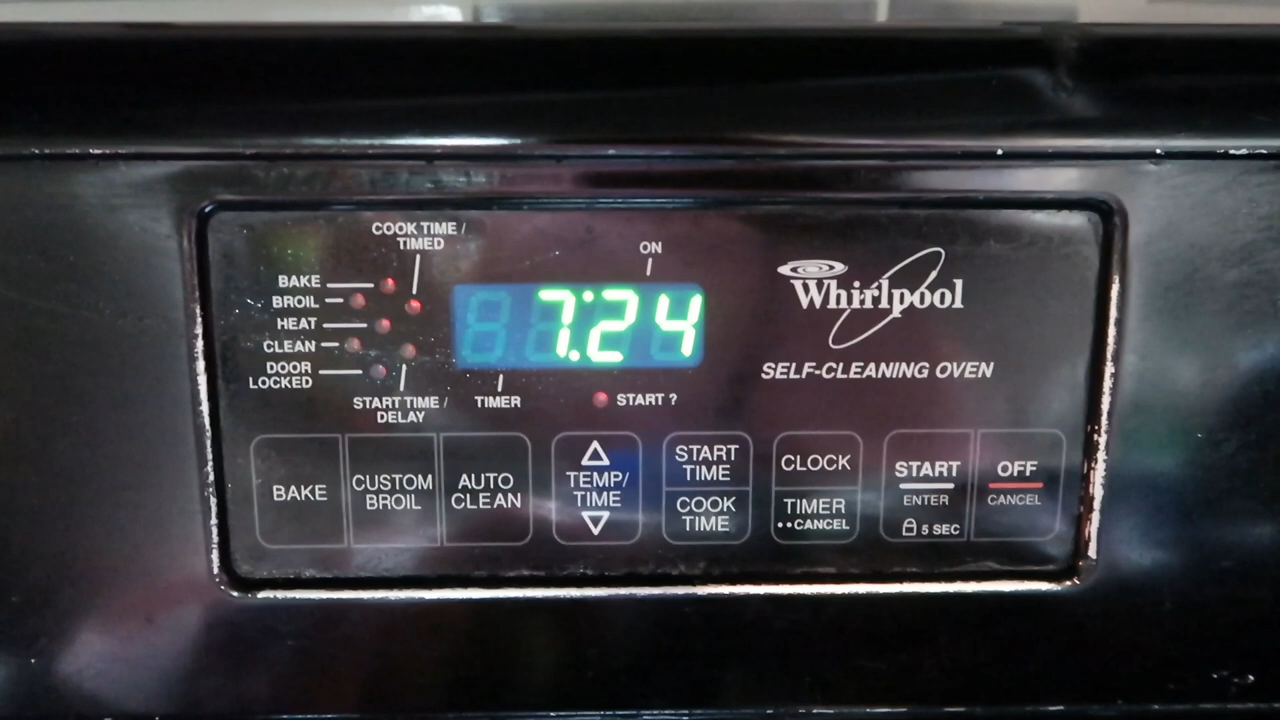 COOK TIME /
TIMED
ON
BAKE
BROIL
HEAT
CLEAN
DOOR
LOCKED
7:24
Whirlpool
SELF-CLEANING OVEN
START TIME /
DELAY
TIMER
START ?
BAKE
CUSTOM
BROIL
AUTO
CLEAN
TEMP/
TIME
START
TIME
COOK
TIME
CLOCK
TIMER
••CANCEL
START
ENTER
5 SEC
OFF
CANCEL